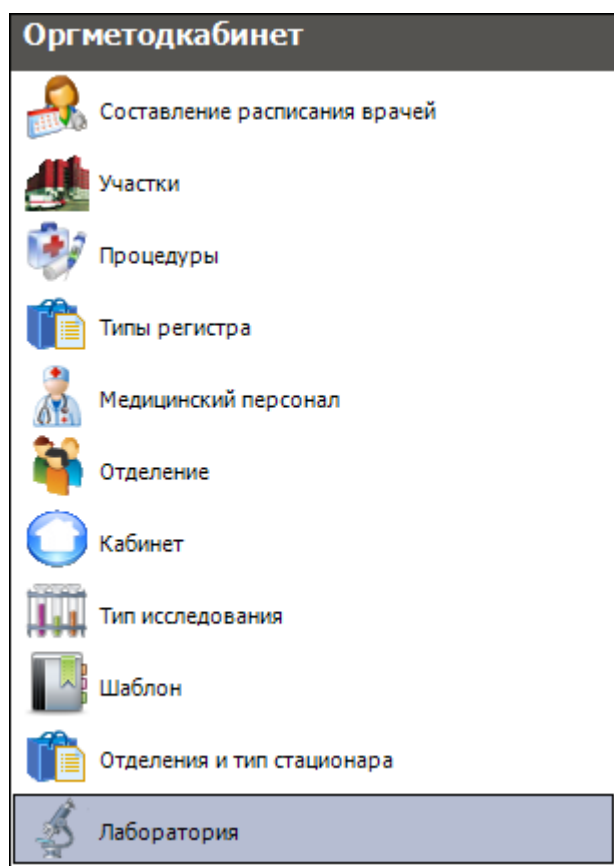 Оргметодкабинет
Составление расписания врачей
Участки
Процедуры
Типы регистра
Медицинский персонал
Отделение
Кабинет
Тип исследования
Шаблон
Отделения и тип стационара
Лаборатория